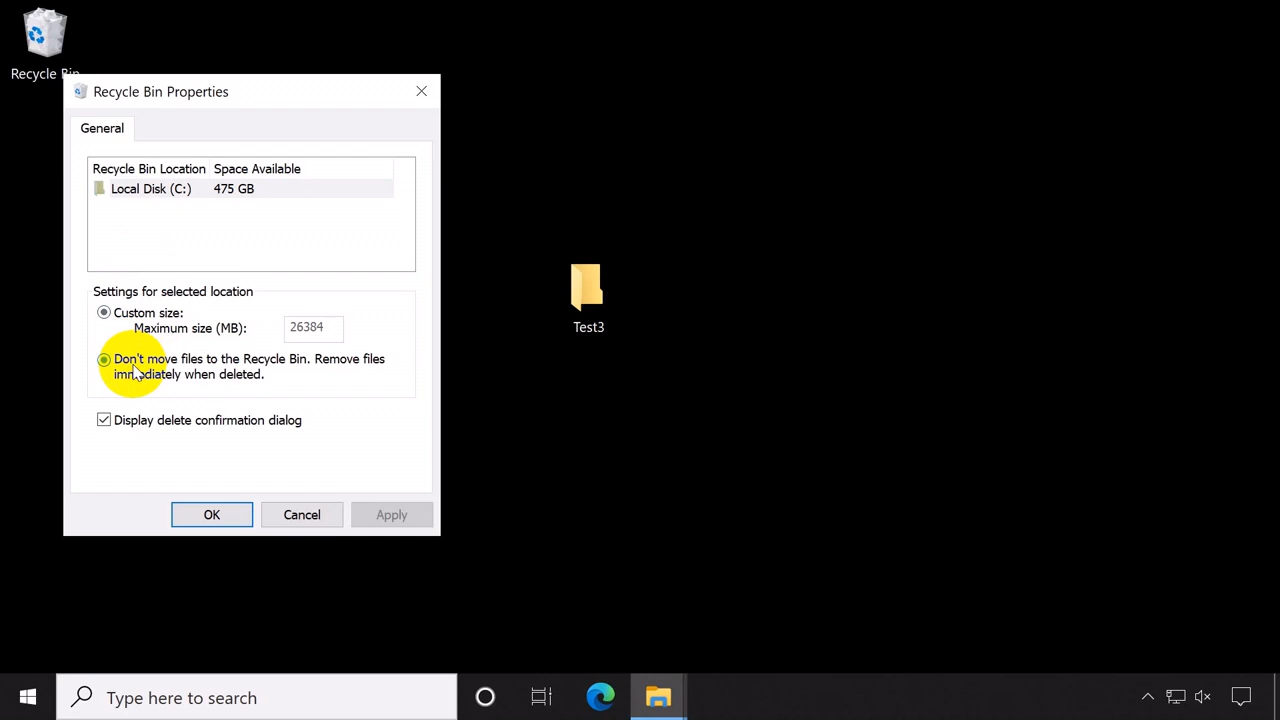 Recycle Bin
Recycle Bin Properties
General
Recycle Bin Location Space Available
Local Disk (C:) 475 GB
Settings for selected location
Custom size:
Maximum size (MB): 26384
Don't move files to the Recycle Bin. Remove files
immediately when deleted.
Display delete confirmation dialog
OK Cancel Apply
Test3
Type here to search